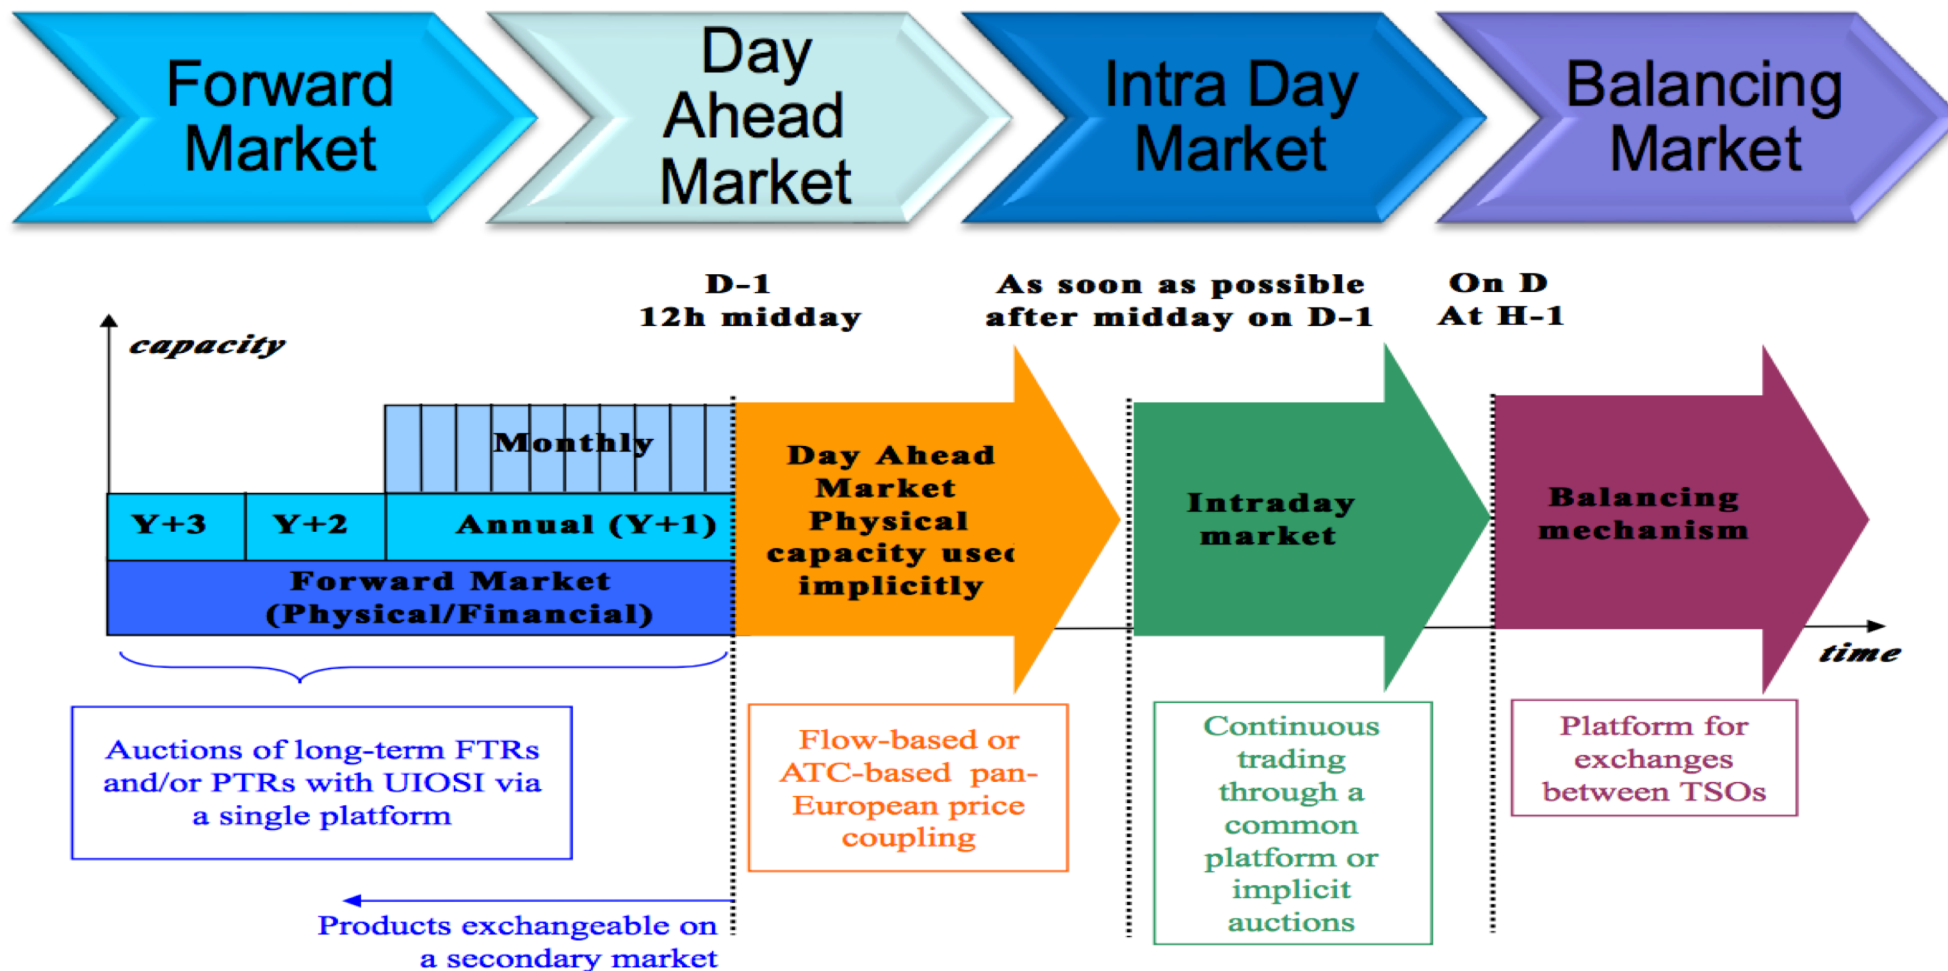 Forward
Market
Day
Ahead
Market
Intra Day
Market
Balancing
Market
D-1
12h midday
As soon as possible
after midday on D-1
On D
At H-1
capacity
Monthly
Y+3
Y+2
Annual (Y+1)
Forward Market
(Physical/Financial)
Day Ahead
Market
Physical
capacity used
implicitly
Intraday
market
Balancing
mechanism
time
Auctions of long-term FTRs
and/or PTRs with UIOSI via
a single platform
Flow-based or
ATC-based pan-
European price
coupling
Continuous
trading
through a
common
platform or
implicit
auctions
Platform for
exchanges
between TSOs
Products exchangeable on
a secondary market